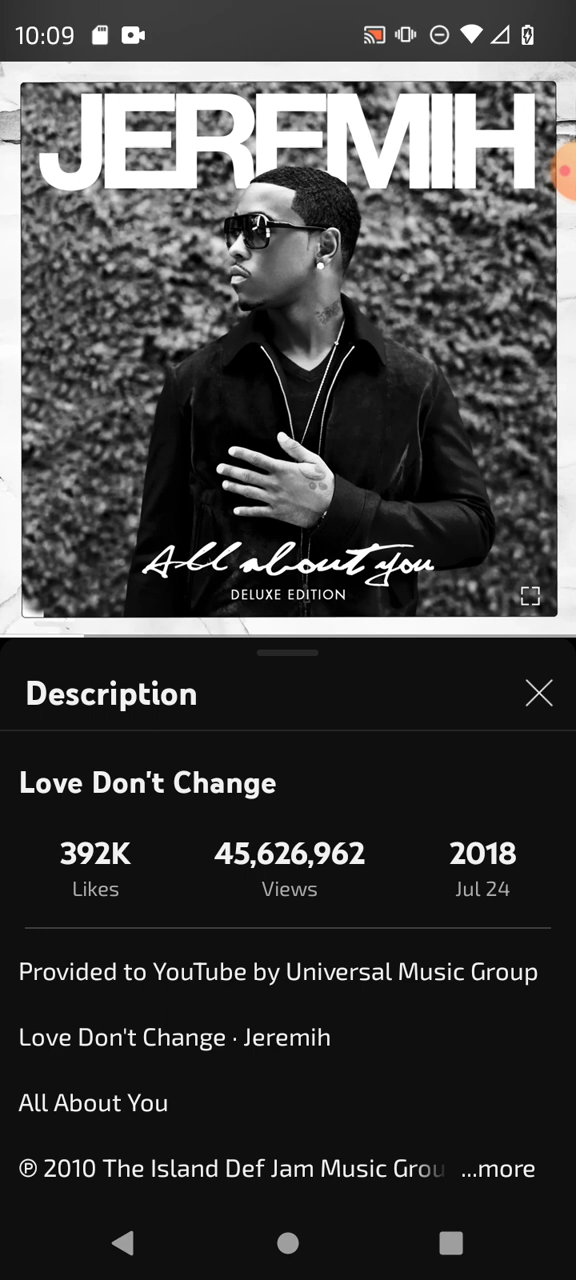 10:09
JEREMIH
All about you
DELUXE EDITION
Description
Love Don't Change
392K 45,626,962 2018
Likes Views Jul 24
Provided to YouTube by Universal Music Group
Love Don't Change · Jeremih
All About You
℗ 2010 The Island Def Jam Music Grou ...more